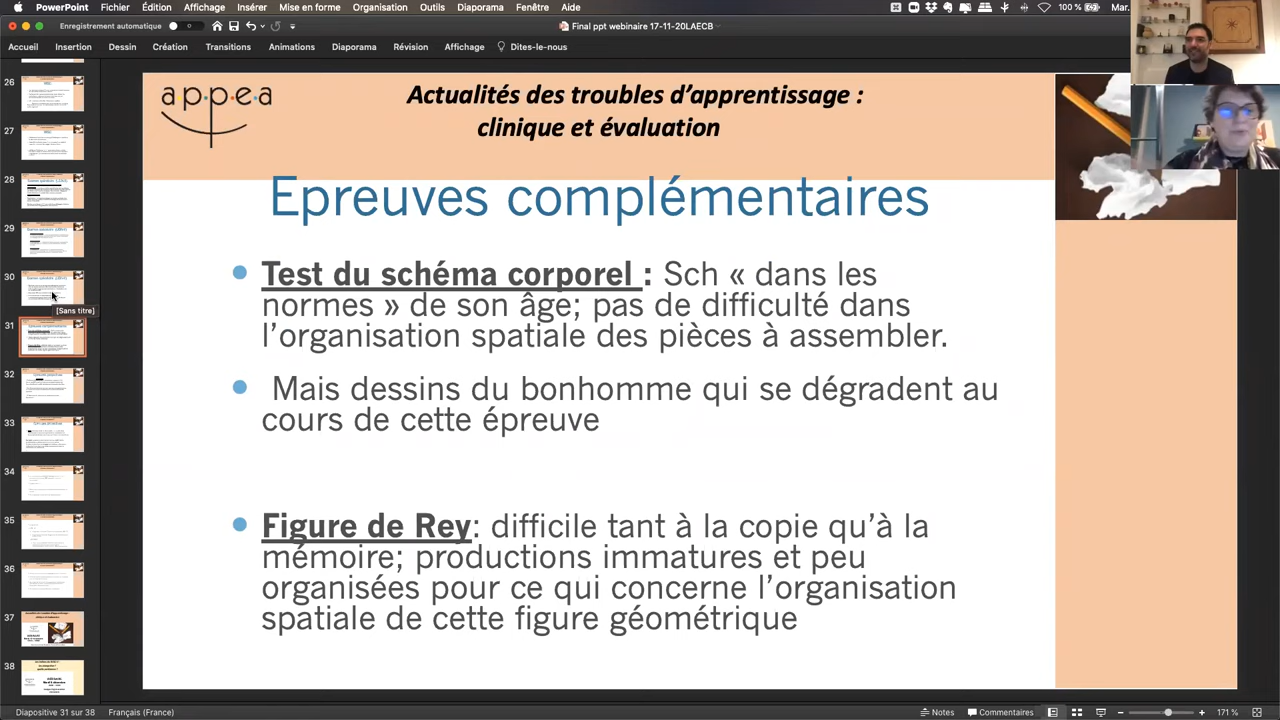 PowerPoint Fichier Édition Affichage Insérer Mise en forme Organisation Outils Diaporama Fenêtre Aide 100 % Mar.
Enregistrement automatique Final ppt webinaire 17-11-20LAECB
Accueil Insertion Dessin Création Transitions Animations Diaporama Révision Affichage Dites-le-nous
appea
Actualités des troubles d’apprentissage :
clinique et évaluation
Epreuves complémentaires
Test du schéma corporel : Sch « dans les
normes » de son âge; pas de difficulté dans
l’organisation spatiale des pièces à assembler.
Mais dessins du bonhomme qui se dégradent au
cours de cette épreuve
Figure de Rey: difficile tant à la copie qu’à la
mémoire; productions immatures et peu
organisées pour ce qui concerne l’organisation
spatiale de cette figure géométrique
26
27
28
29
30
[Sans titre]
31
32
33
34
35
36
37
38
Diapositive 31 sur 38 Français (France) Notes Commentaires 171 %